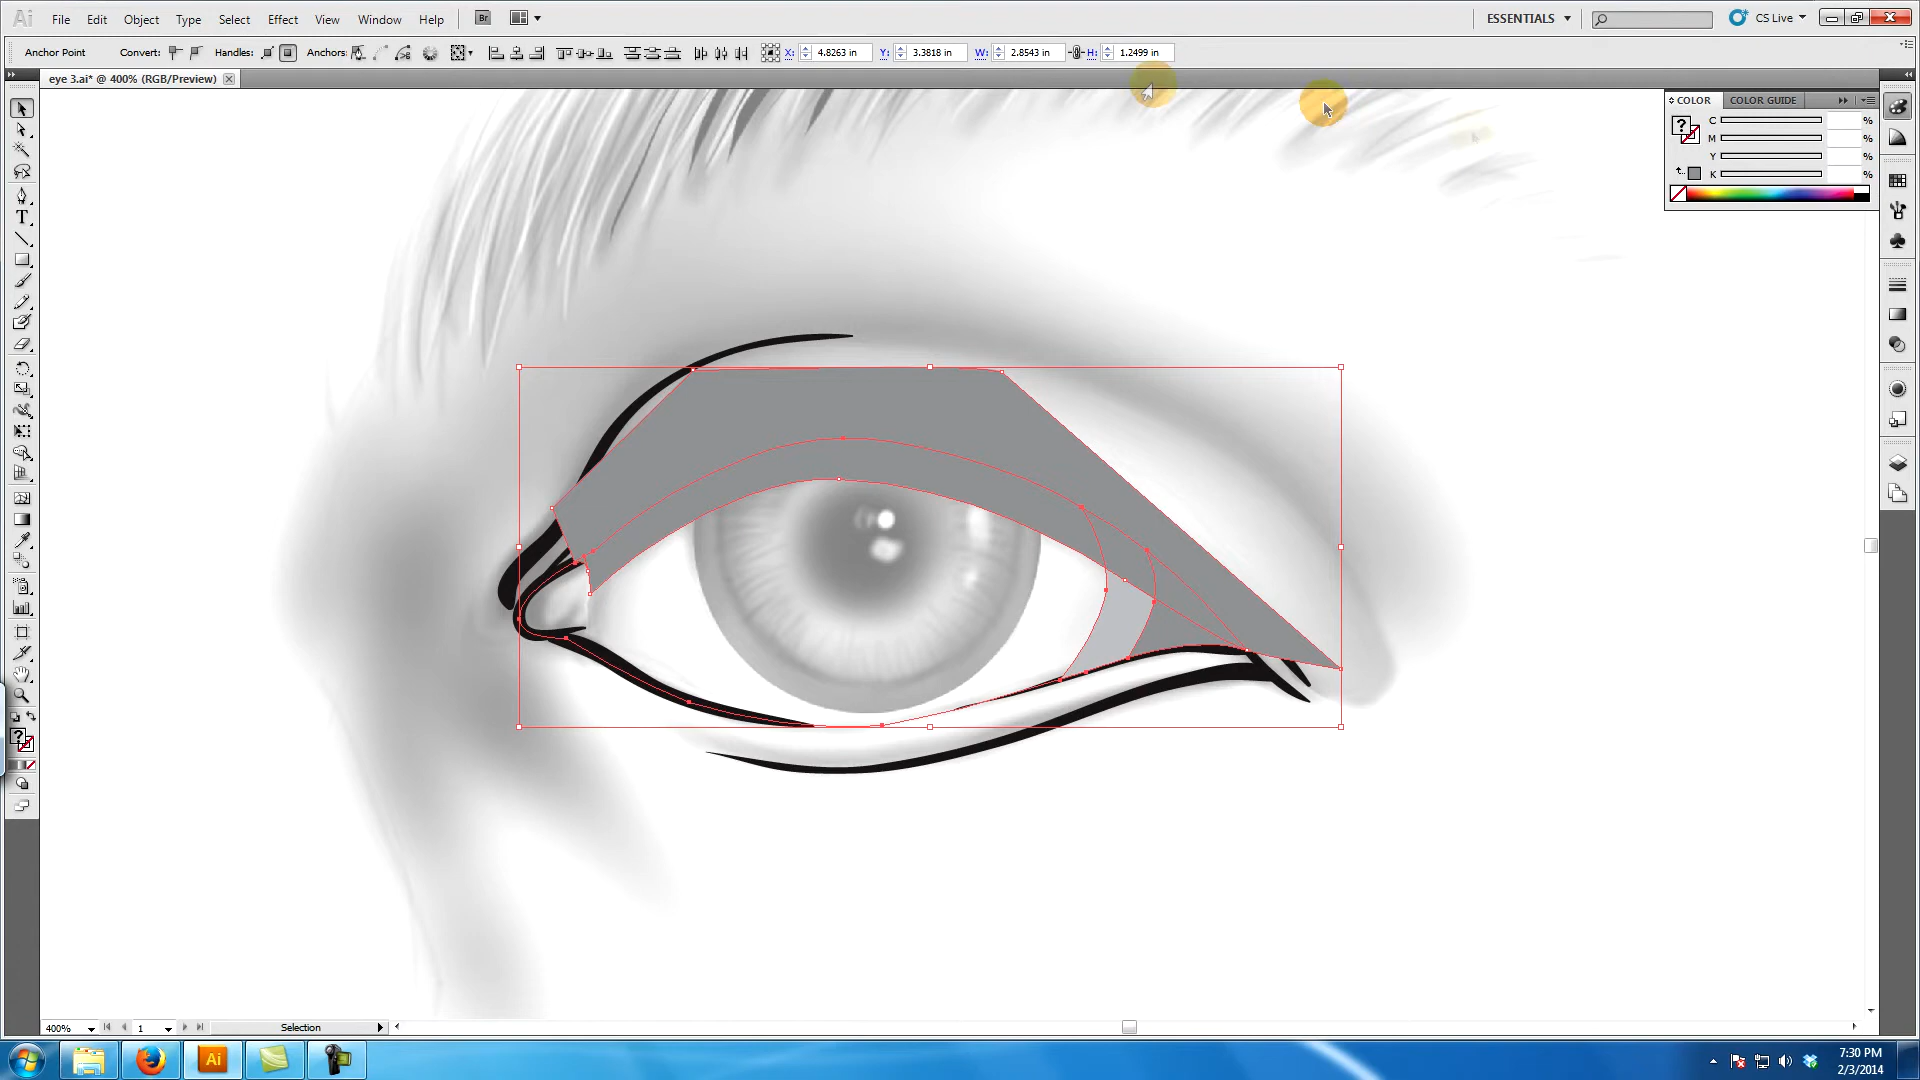 Ai File Edit Object Type Select Effect View Window Help Br ESSENTIALS CS Live
Anchor Point Convert: Handles: Anchors: X: 4.8263 in Y: 3.3818 in W: 2.8543 in H: 1.2499 in
eye 3.ai* @ 400% (RGB/Preview)
COLOR COLOR GUIDE
C %
M %
Y %
K %
T
?
?
400% 1 Selection
Ai
7:30 PM
2/3/2014